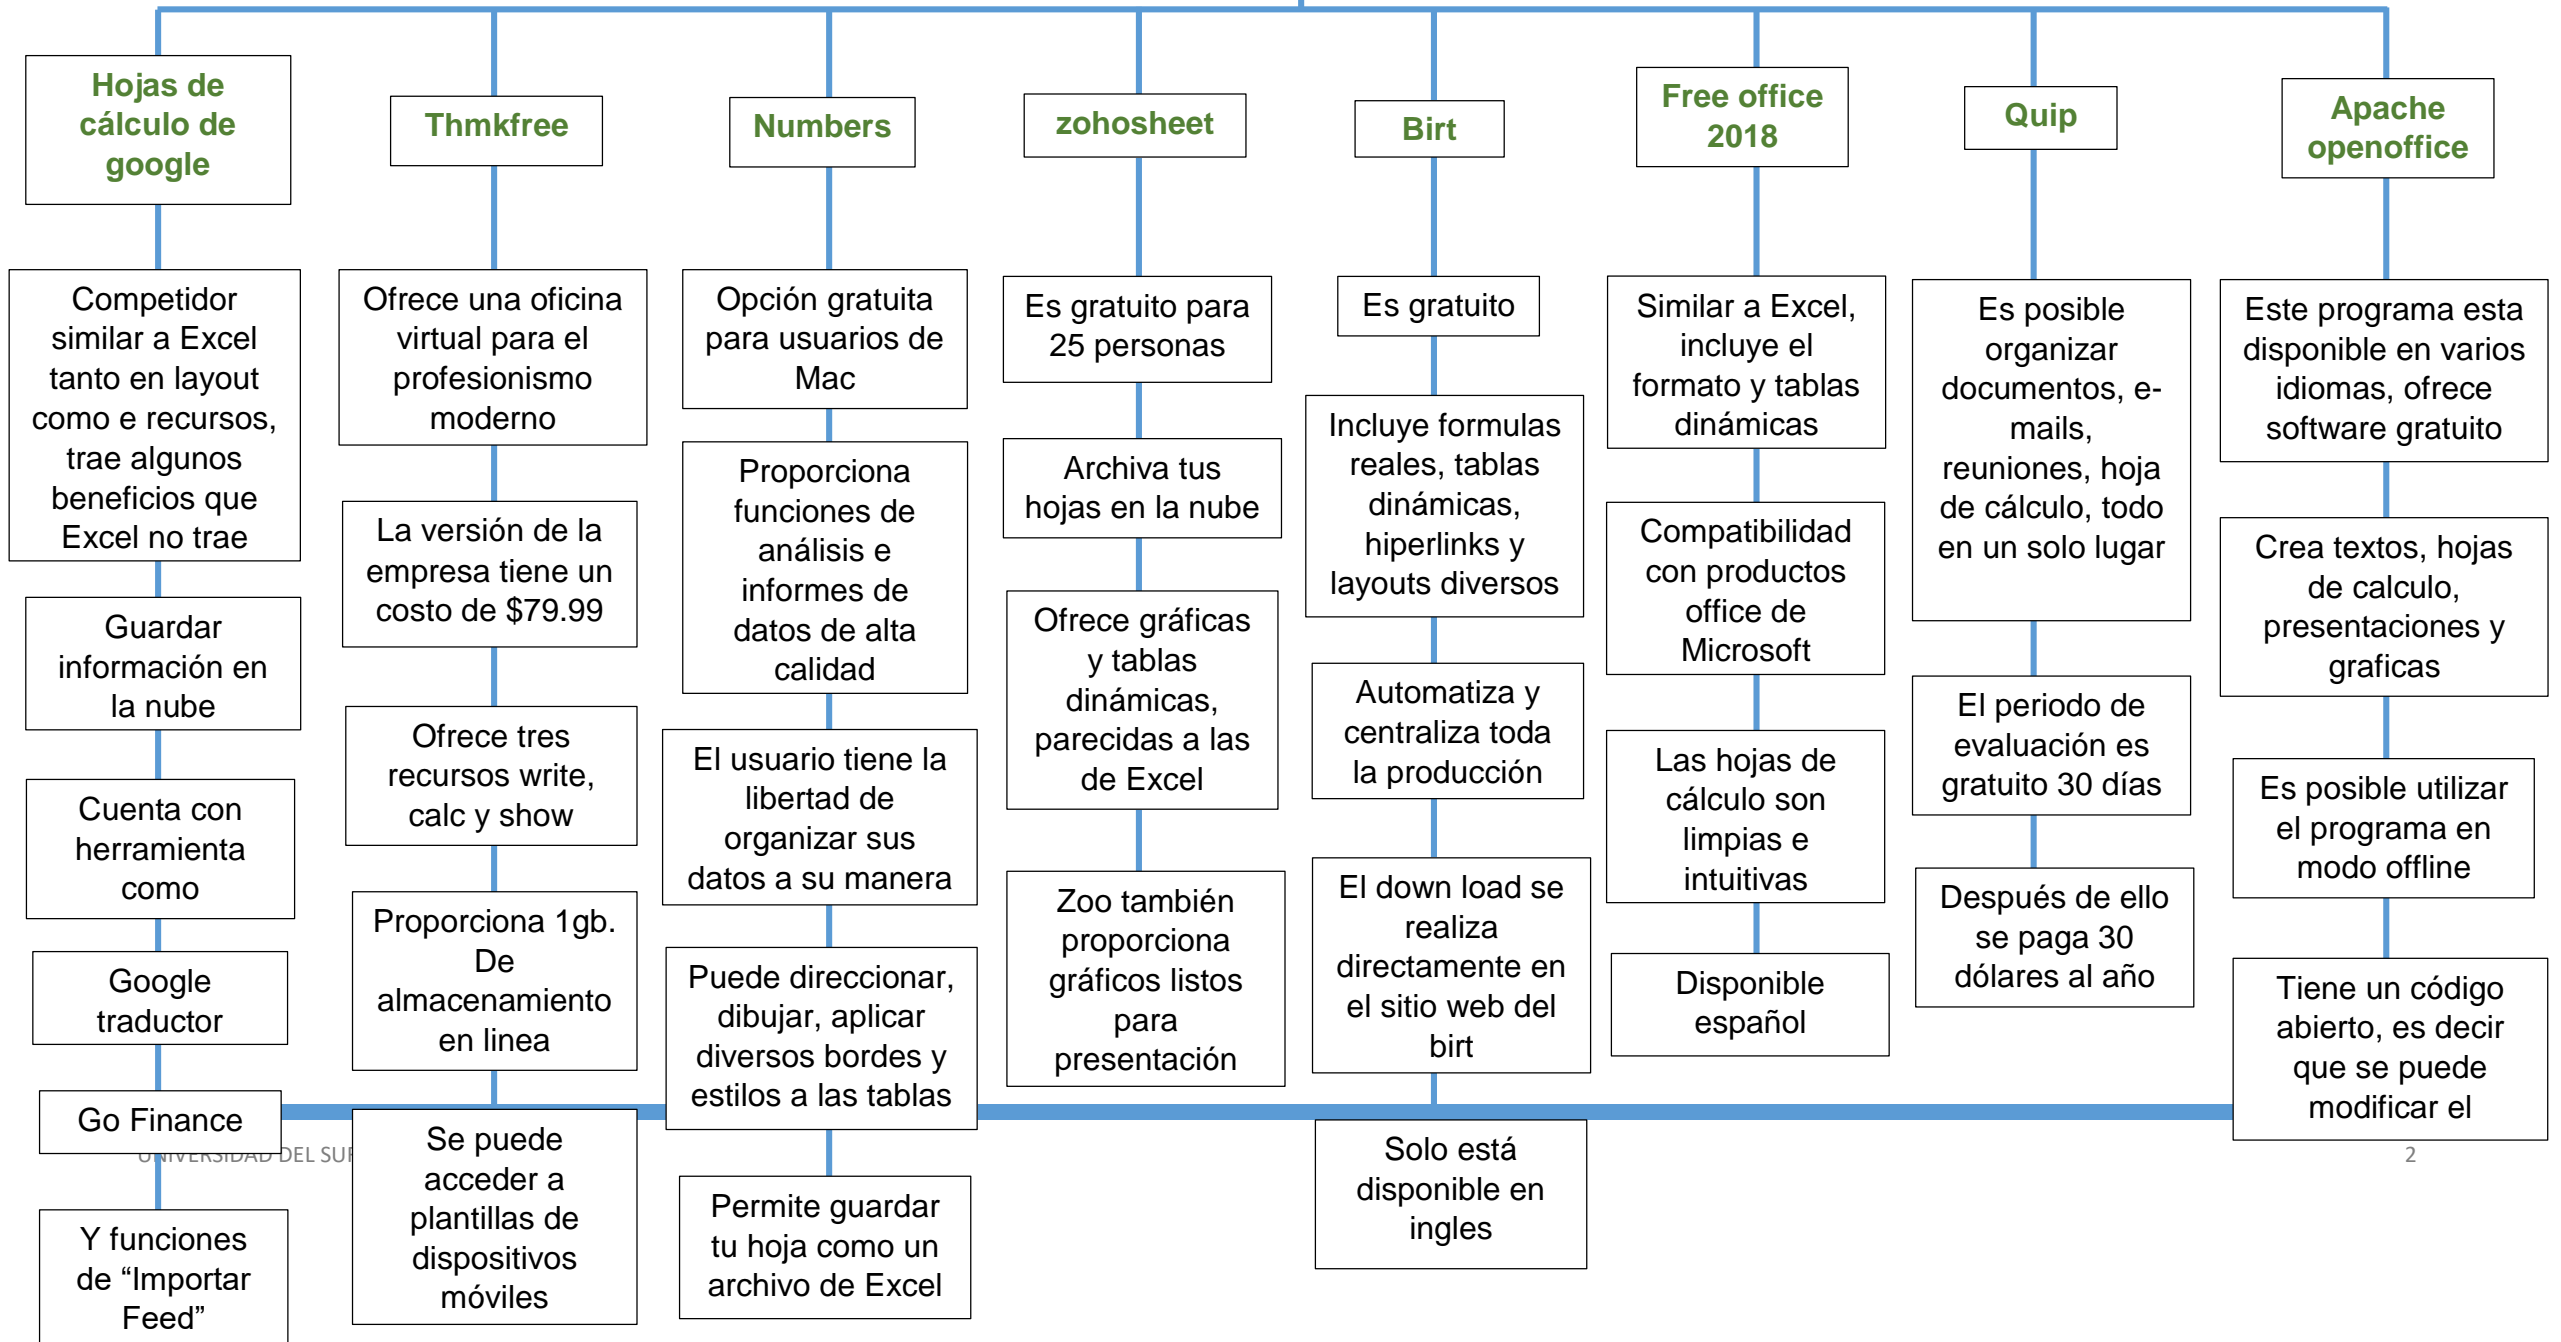 Hojas de
cálculo de
google
Competidor
similar a Excel
tanto en layout
como e recursos,
trae algunos
beneficios que
Excel no trae
Guardar
información en
la nube
Cuenta con
herramienta
como
Google
traductor
Go Finance
Y funciones
de “Importar
Feed”
Thmkfree
Ofrece una oficina
virtual para el
profesionismo
moderno
La versión de la
empresa tiene un
costo de $79.99
Ofrece tres
recursos write,
calc y show
Proporciona 1gb.
De
almacenamiento
en linea
Se puede
acceder a
plantillas de
dispositivos
móviles
Numbers
Opción gratuita
para usuarios de
Mac
Proporciona
funciones de
análisis e
informes de
datos de alta
calidad
El usuario tiene la
libertad de
organizar sus
datos a su manera
Puede direccionar,
dibujar, aplicar
diversos bordes y
estilos a las tablas
Permite guardar
tu hoja como un
archivo de Excel
zohosheet
Es gratuito para
25 personas
Archiva tus
hojas en la nube
Ofrece gráficas
y tablas
dinámicas,
parecidas a las
de Excel
Zoo también
proporciona
gráficos listos
para
presentación
Birt
Es gratuito
Incluye formulas
reales, tablas
dinámicas,
hiperlinks y
layouts diversos
Automatiza y
centraliza toda
la producción
El down load se
realiza
directamente en
el sitio web del
birt
Solo está
disponible en
ingles
Free office
2018
Similar a Excel,
incluye el
formato y tablas
dinámicas
Compatibilidad
con productos
office de
Microsoft
Las hojas de
cálculo son
limpias e
intuitivas
Disponible
español
Quip
Es posible
organizar
documentos, e-
mails,
reuniones, hoja
de cálculo, todo
en un solo lugar
El periodo de
evaluación es
gratuito 30 días
Después de ello
se paga 30
dólares al año
Apache
openoffice
Este programa esta
disponible en varios
idiomas, ofrece
software gratuito
Crea textos, hojas
de calculo,
presentaciones y
graficas
Es posible utilizar
el programa en
modo offline
Tiene un código
abierto, es decir
que se puede
modificar el
UNIVERSIDAD DEL SUR
2